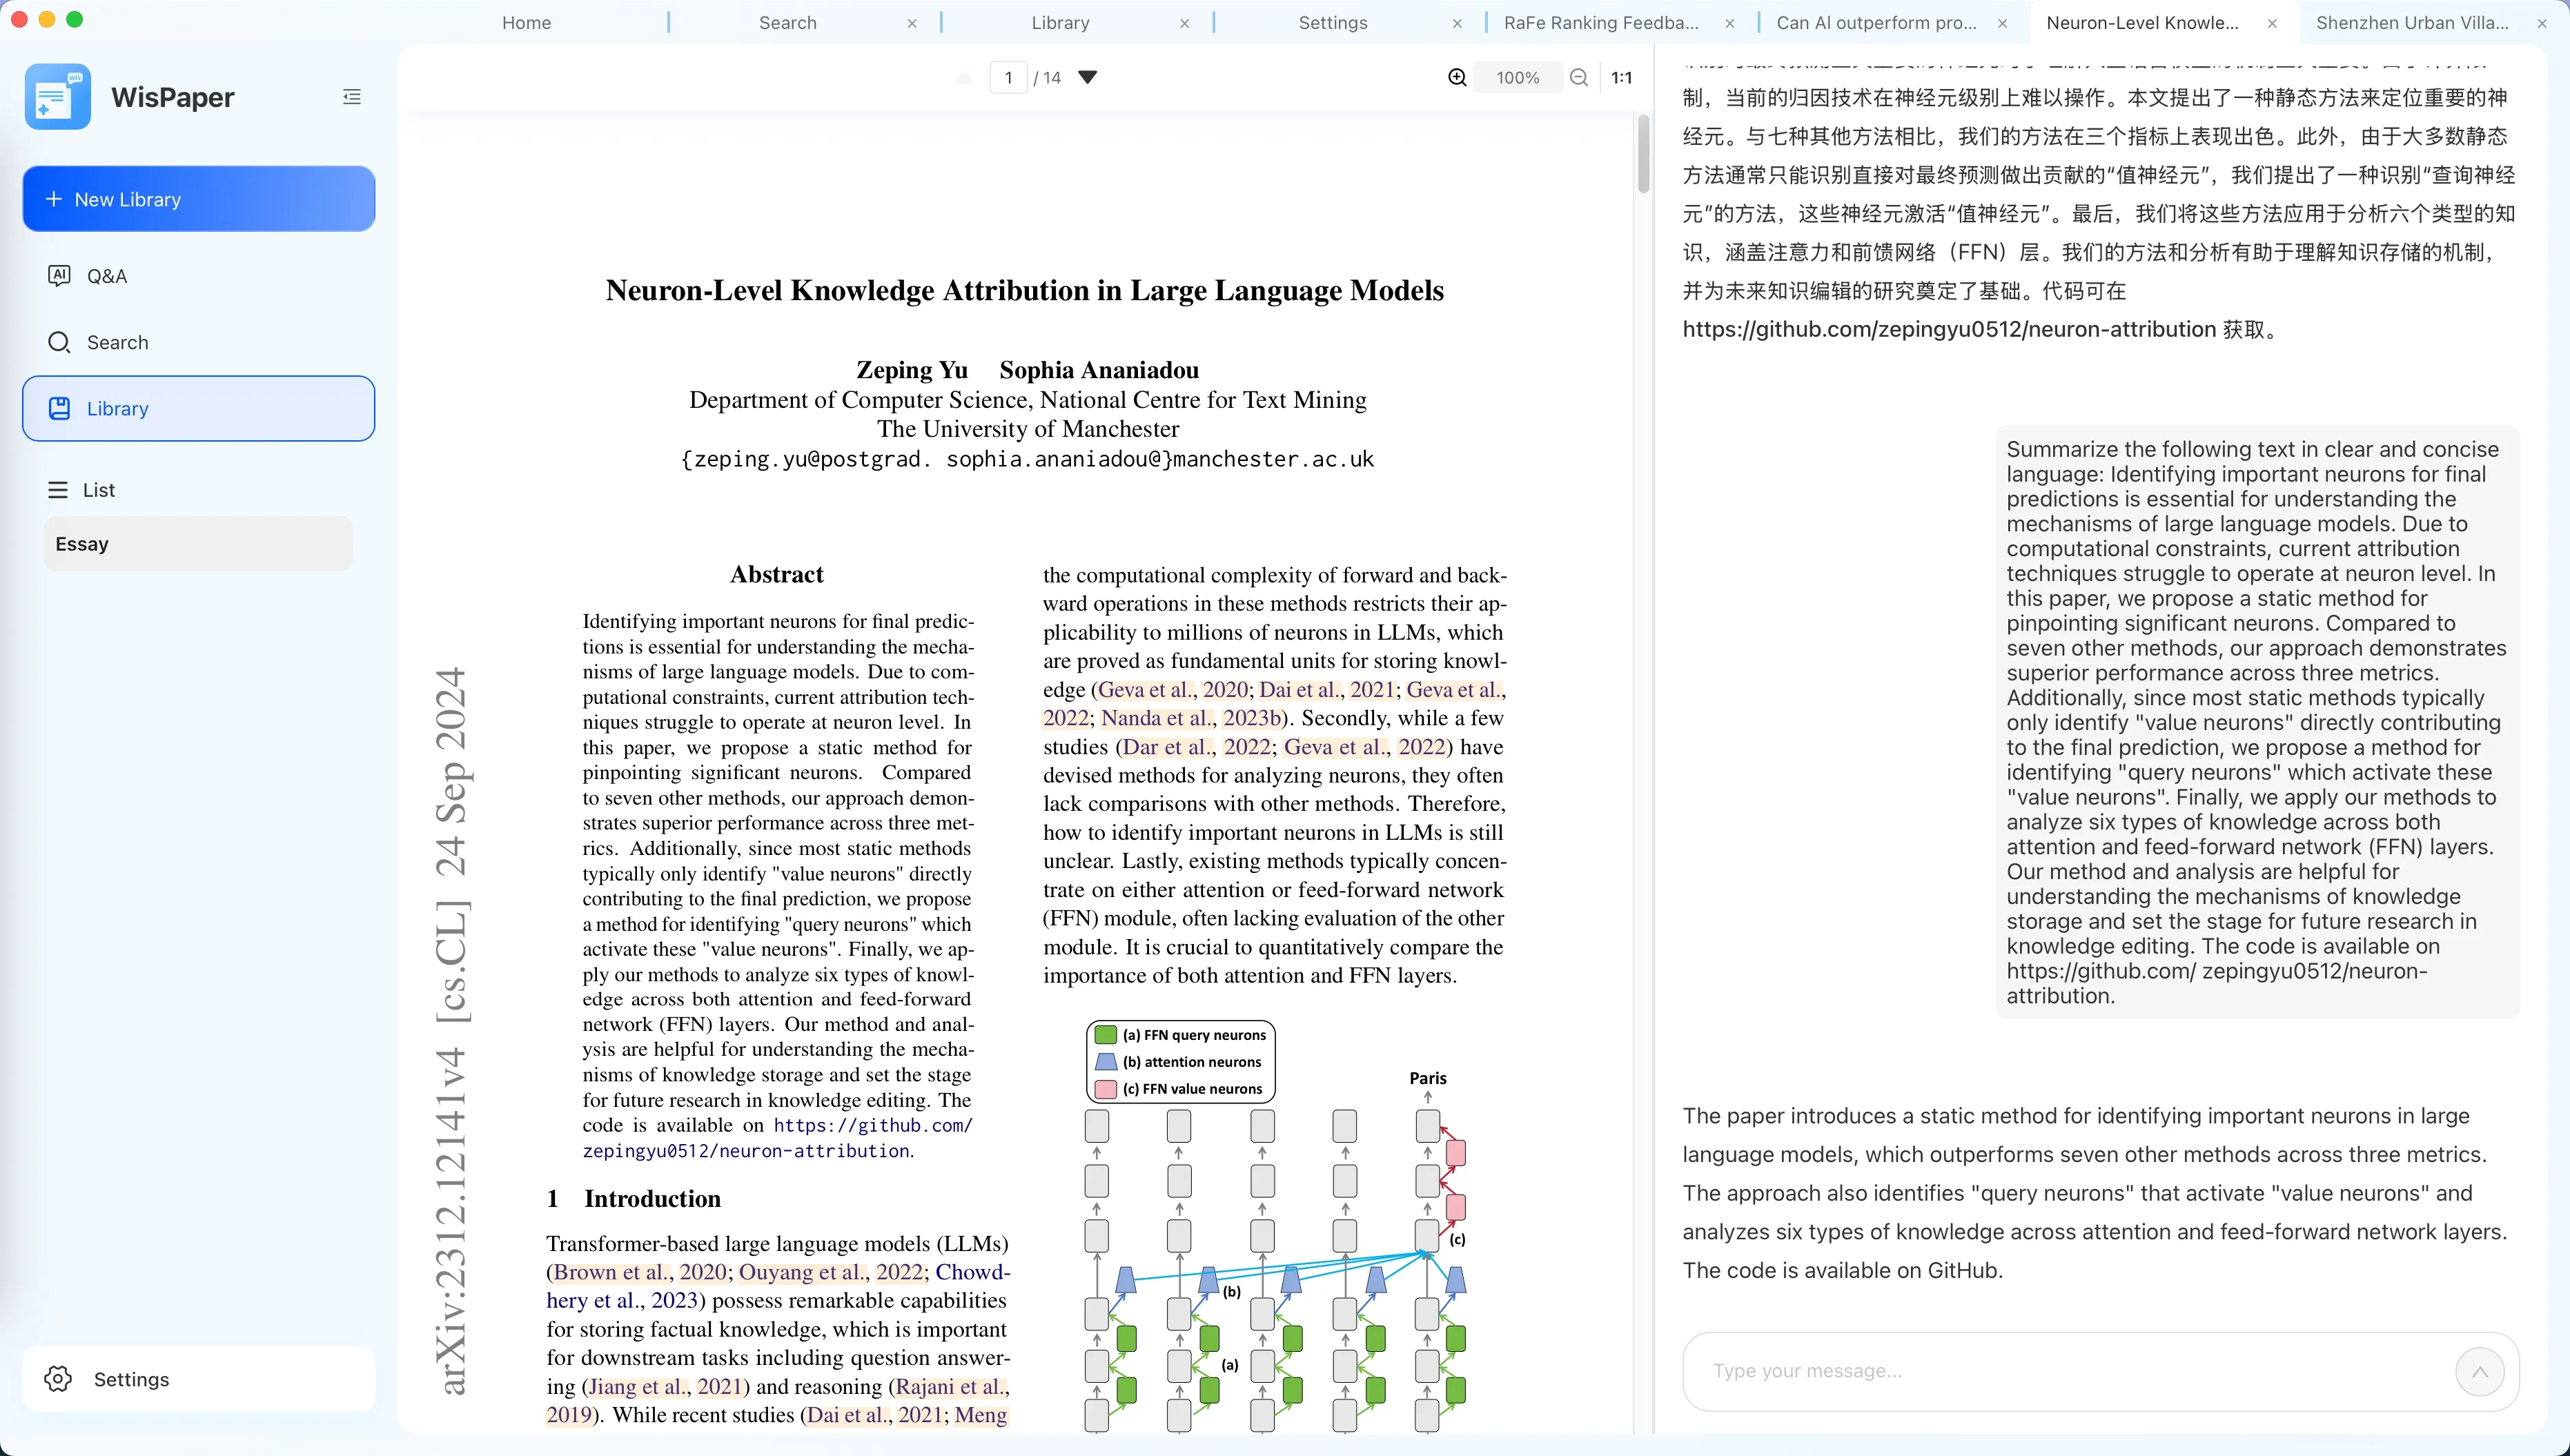 Home
Search
Library
Settings
RaFe Ranking Feedba...
Can AI outperform pro...
Neuron-Level Knowle...
Shenzhen Urban Villa...
wis
WisPaper
New Library
AI Q&A
Search
Library
List
Essay
Settings
1 / 14
100%
1:1
Neuron-Level Knowledge Attribution in Large Language Models
Zeping Yu Sophia Ananiadou
Department of Computer Science, National Centre for Text Mining
The University of Manchester
{zeping.yu@postgrad. sophia.ananiadou@}manchester.ac.uk
arXiv:2312.12141v4 [cs.CL] 24 Sep 2024
Abstract
Identifying important neurons for final predic-
tions is essential for understanding the mecha-
nisms of large language models. Due to com-
putational constraints, current attribution tech-
niques struggle to operate at neuron level. In
this paper, we propose a static method for
pinpointing significant neurons. Compared
to seven other methods, our approach demon-
strates superior performance across three met-
rics. Additionally, since most static methods
typically only identify "value neurons" directly
contributing to the final prediction, we propose
a method for identifying "query neurons" which
activate these "value neurons". Finally, we ap-
ply our methods to analyze six types of knowl-
edge across both attention and feed-forward
network (FFN) layers. Our method and anal-
ysis are helpful for understanding the mecha-
nisms of knowledge storage and set the stage
for future research in knowledge editing. The
code is available on https://github.com/
zepingyu0512/neuron-attribution.
1 Introduction
Transformer-based large language models (LLMs)
(Brown et al., 2020; Ouyang et al., 2022; Chowd-
hery et al., 2023) possess remarkable capabilities
for storing factual knowledge, which is important
for downstream tasks including question answer-
ing (Jiang et al., 2021) and reasoning (Rajani et al.,
2019). While recent studies (Dai et al., 2021; Meng
the computational complexity of forward and back-
ward operations in these methods restricts their ap-
plicability to millions of neurons in LLMs, which
are proved as fundamental units for storing knowl-
edge (Geva et al., 2020; Dai et al., 2021; Geva et al.,
2022; Nanda et al., 2023b). Secondly, while a few
studies (Dar et al., 2022; Geva et al., 2022) have
devised methods for analyzing neurons, they often
lack comparisons with other methods. Therefore,
how to identify important neurons in LLMs is still
unclear. Lastly, existing methods typically concen-
trate on either attention or feed-forward network
(FFN) module, often lacking evaluation of the other
module. It is crucial to quantitatively compare the
importance of both attention and FFN layers.
(a) FFN query neurons
(b) attention neurons
(c) FFN value neurons
Paris
(c)
(b)
(a)
制，当前的归因技术在神经元级别上难以操作。本文提出了一种静态方法来定位重要的神
经元。与七种其他方法相比，我们的方法在三个指标上表现出色。此外，由于大多数静态
方法通常只能识别直接对最终预测做出贡献的“值神经元”，我们提出了一种识别“查询神经
元”的方法，这些神经元激活“值神经元”。最后，我们将这些方法应用于分析六个类型的知
识，涵盖注意力和前馈网络（FFN）层。我们的方法和分析有助于理解知识存储的机制，
并为未来知识编辑的研究奠定了基础。代码可在
https://github.com/zepingyu0512/neuron-attribution 获取。
Summarize the following text in clear and concise
language: Identifying important neurons for final
predictions is essential for understanding the
mechanisms of large language models. Due to
computational constraints, current attribution
techniques struggle to operate at neuron level. In
this paper, we propose a static method for
pinpointing significant neurons. Compared to
seven other methods, our approach demonstrates
superior performance across three metrics.
Additionally, since most static methods typically
only identify "value neurons" directly contributing
to the final prediction, we propose a method for
identifying "query neurons" which activate these
"value neurons". Finally, we apply our methods to
analyze six types of knowledge across both
attention and feed-forward network (FFN) layers.
Our method and analysis are helpful for
understanding the mechanisms of knowledge
storage and set the stage for future research in
knowledge editing. The code is available on
https://github.com/ zepingyu0512/neuron-
attribution.
The paper introduces a static method for identifying important neurons in large
language models, which outperforms seven other methods across three metrics.
The approach also identifies "query neurons" that activate "value neurons" and
analyzes six types of knowledge across attention and feed-forward network layers.
The code is available on GitHub.
Type your message...